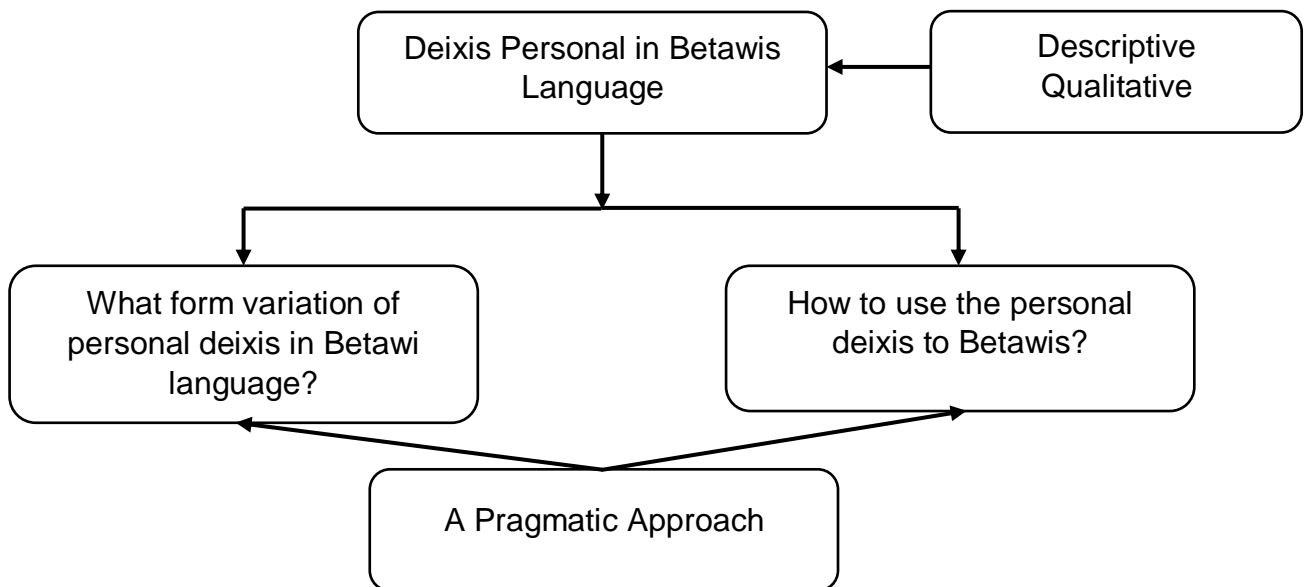 Deixis Personal in Betawis
Language
Descriptive
Qualitative
What form variation of
personal deixis in Betawi
language?
How to use the personal
deixis to Betawis?
A Pragmatic Approach